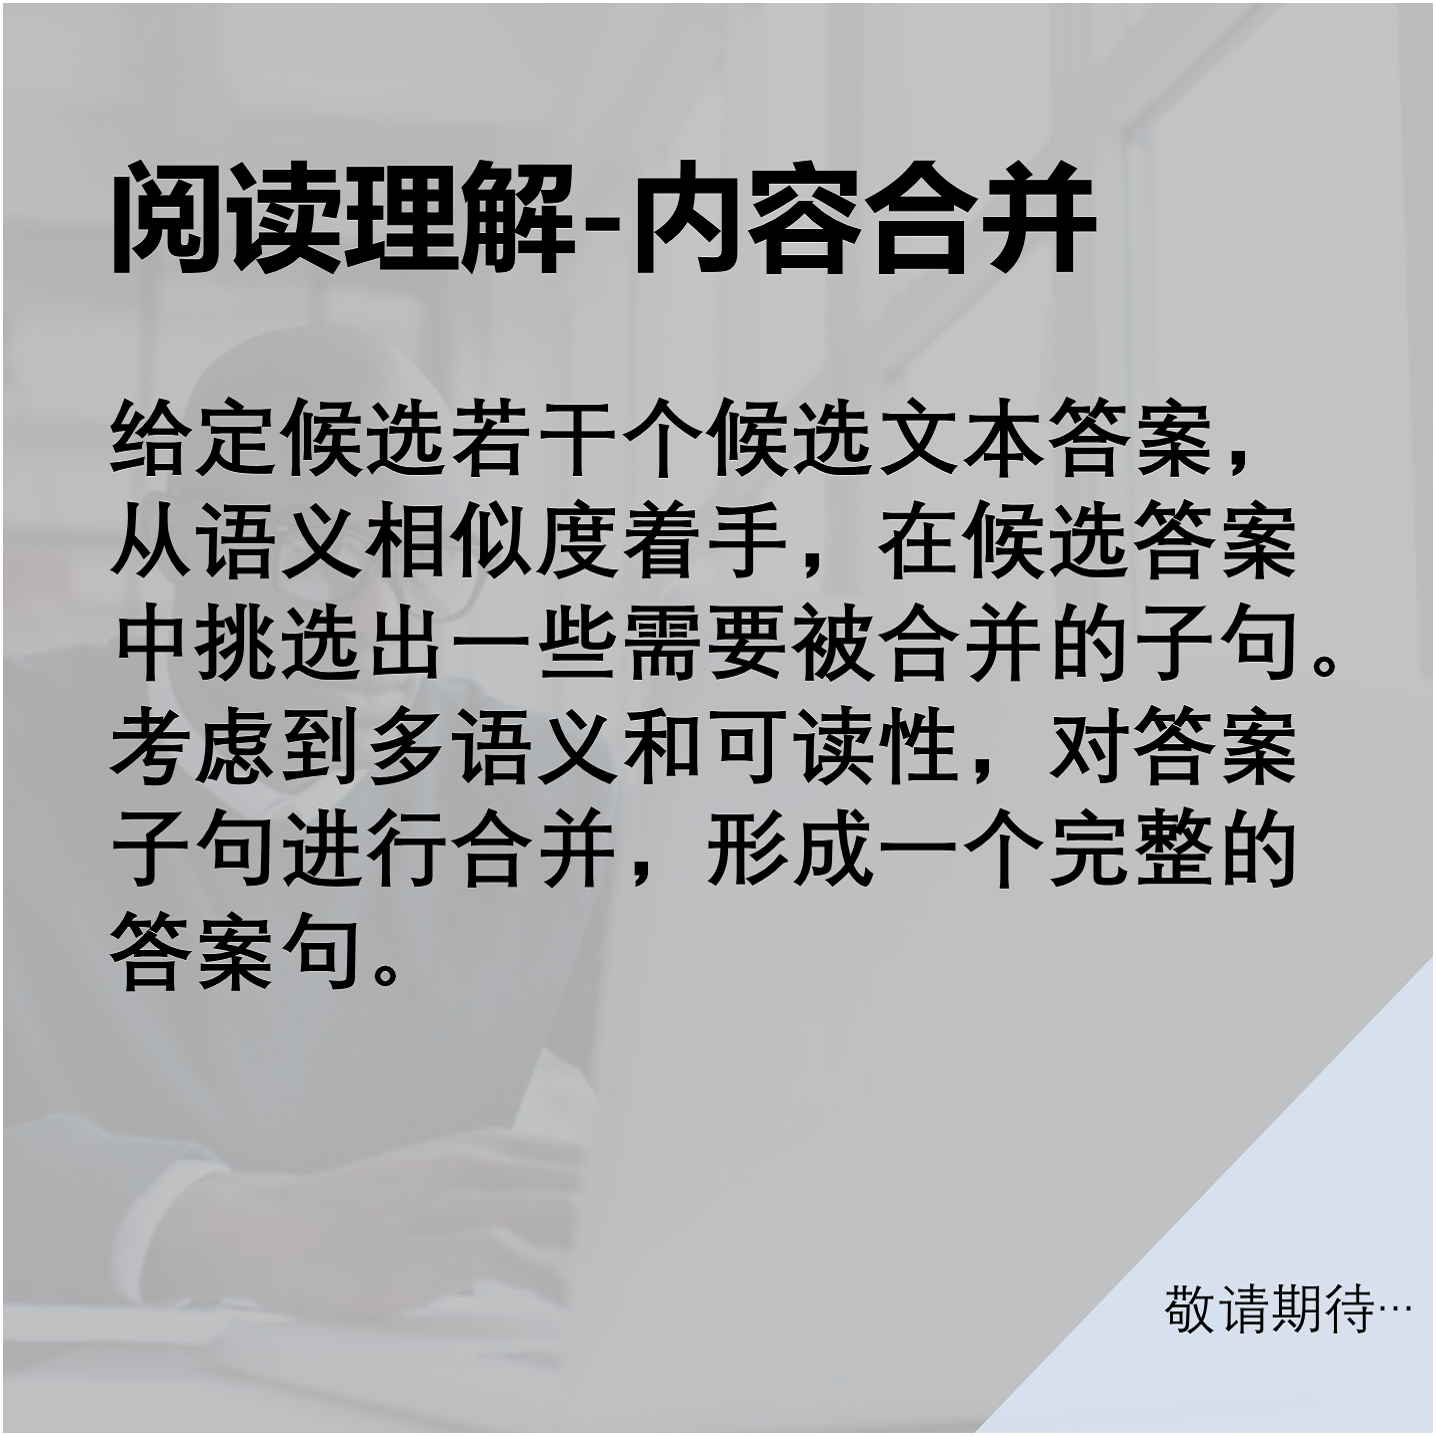 阅读理解-内容合并
给定候选若干个候选文本答案，
从语义相似度着手，在候选答案
中挑选出一些需要被合并的子句。
考虑到多语义和可读性，对答案
子句进行合并，形成一个完整的
答案句。
敬请期待…